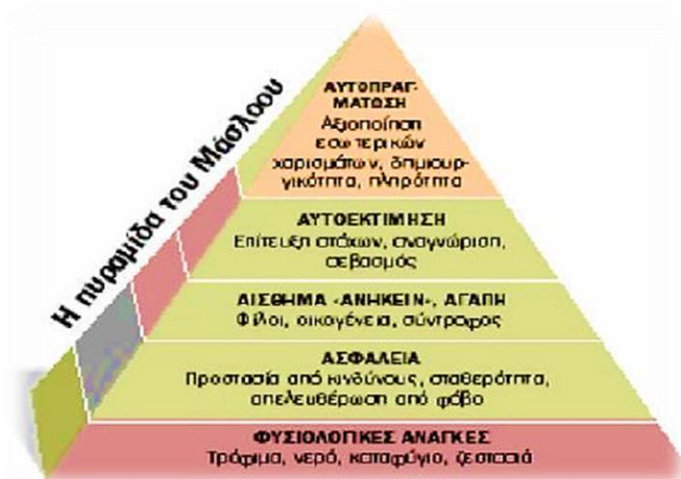 Η πυραμίδα του Μάσλοου
ΑΥΤΟΠΡΑΓ-
ΜΑΤΩΣΗ
Αξιοποίηση
εσωτερικών
χαρισμάτων, δημιουρ-
γικότητα, πληρότητα
ΑΥΤΟΕΚΤΙΜΗΣΗ
Επίτευξη στόχων, αναγνώριση,
σεβασμός
ΑΙΣΘΗΜΑ «ΑΝΗΚΕΙΝ», ΑΓΑΠΗ
Φίλοι, οικογένεια, σύντροφος
ΑΣΦΑΛΕΙΑ
Προστασία από κινδύνους, σταθερότητα,
απελευθέρωση από φόβο
ΦΥΣΙΟΛΟΓΙΚΕΣ ΑΝΑΓΚΕΣ
Τρόφιμα, νερό, καταφύγιο, ζεστασιά